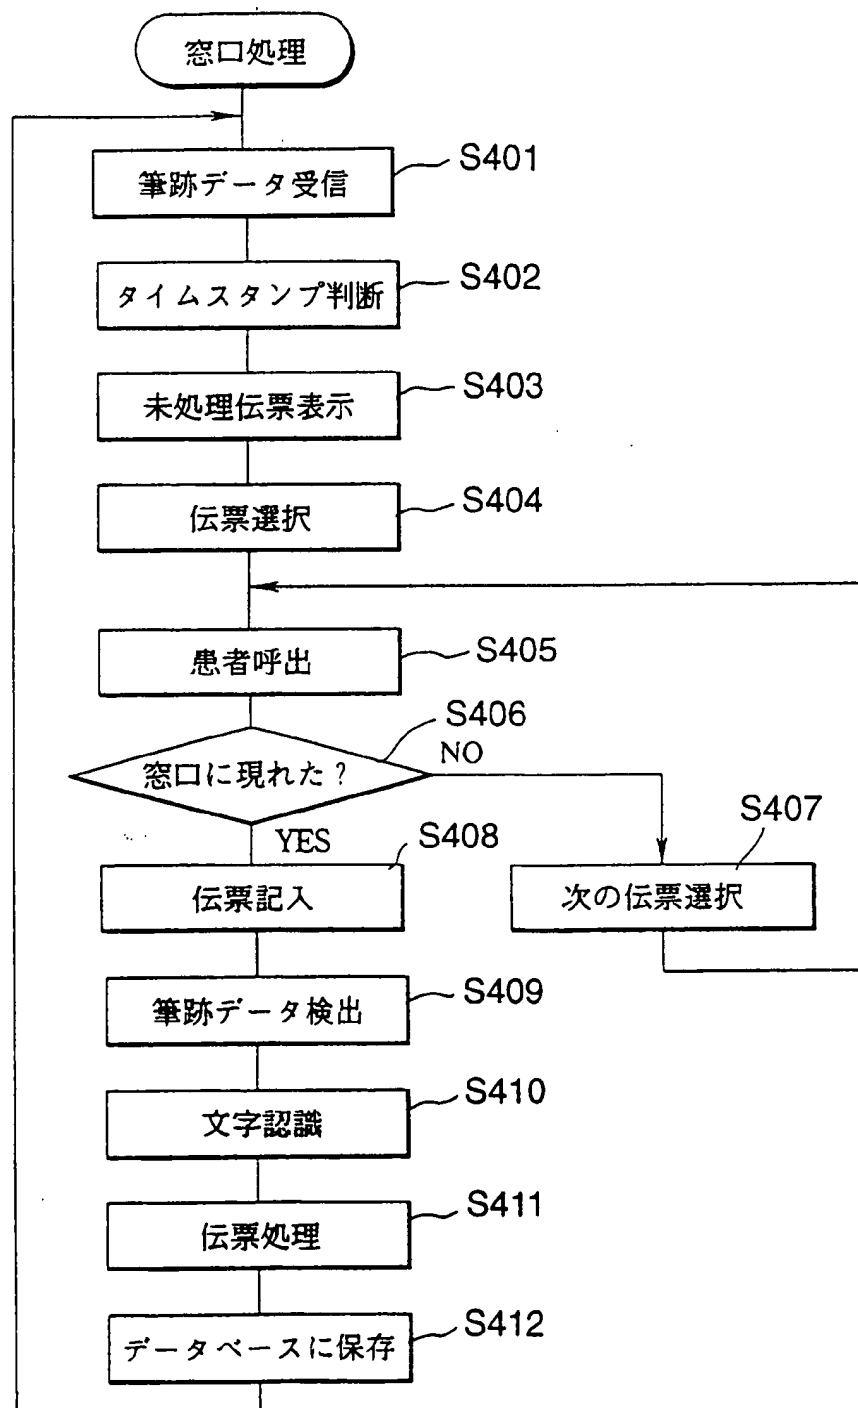 窓口処理
筆跡データ受信
S401
タイムスタンプ判断
S402
未処理伝票表示
S403
伝票選択
S404
患者呼出
S405
窓口に現れた?
S406
NO
YES
伝票記入
S408
次の伝票選択
S407
筆跡データ検出
S409
文字認識
S410
伝票処理
S411
データベースに保存
S412